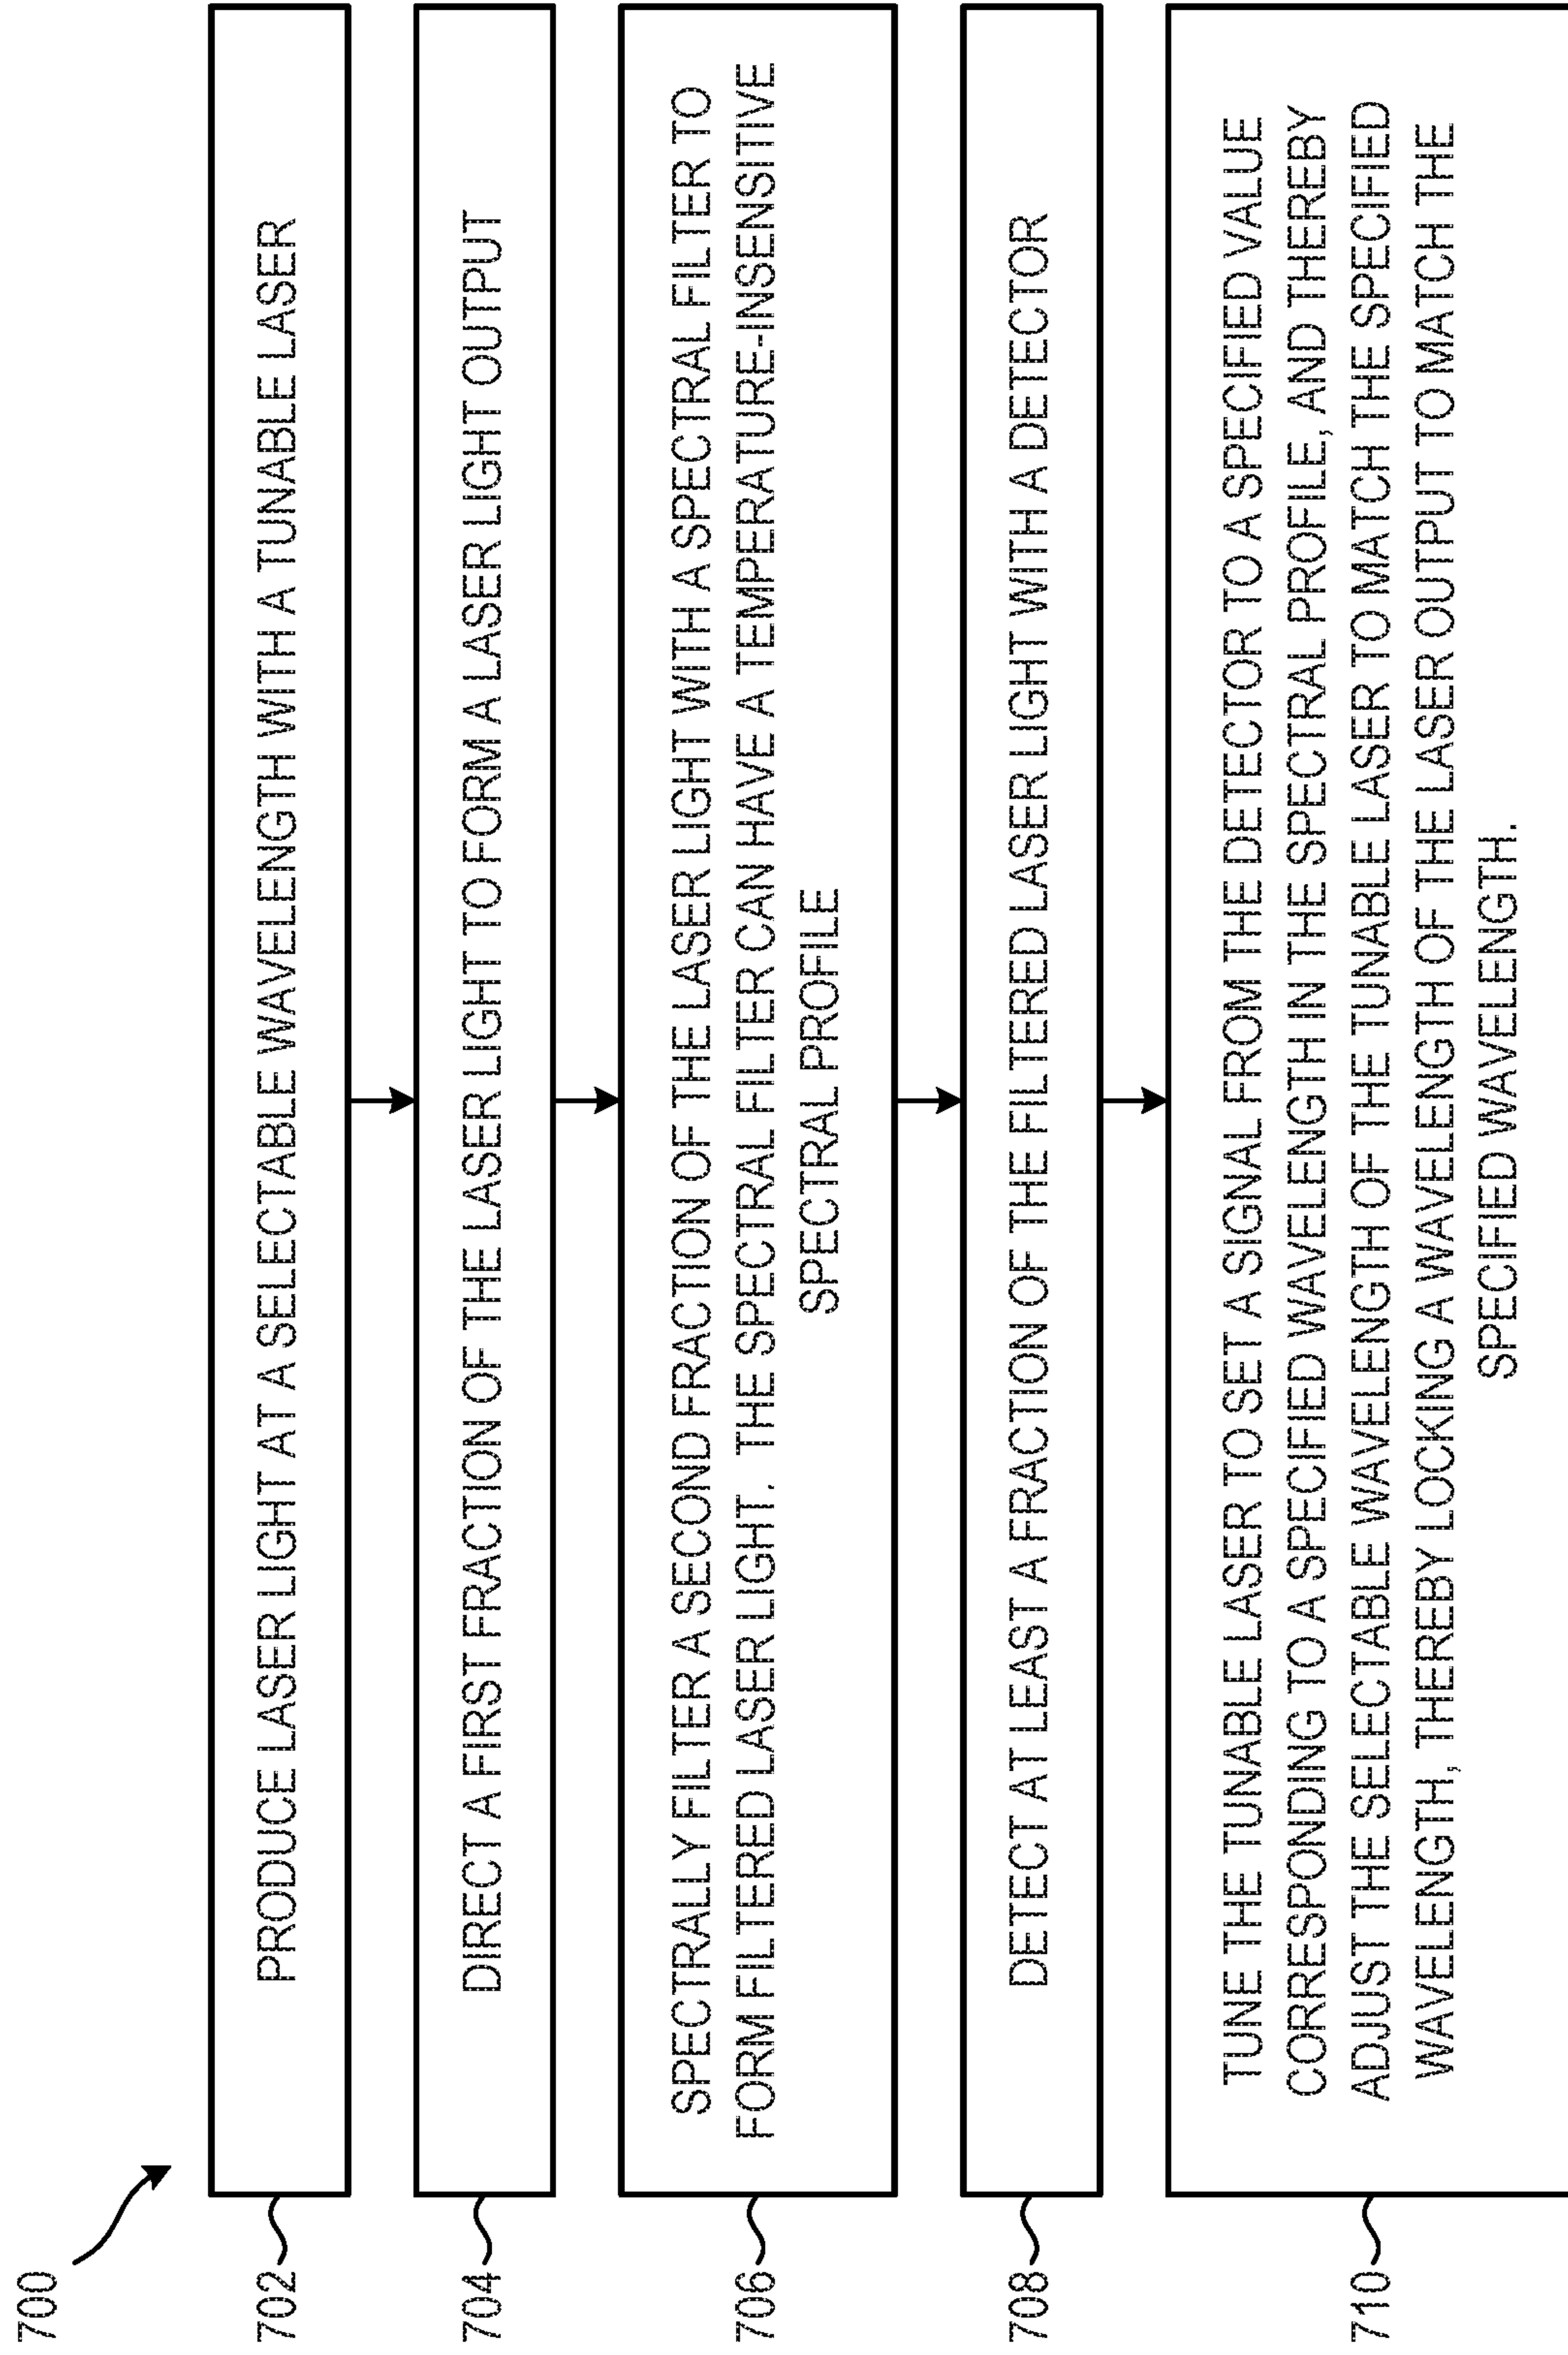 700
702
PRODUCE LASER LIGHT AT A SELECTABLE WAVELENGTH WITH A TUNABLE LASER
704
DIRECT A FIRST FRACTION OF THE LASER LIGHT TO FORM A LASER LIGHT OUTPUT
706
SPECTRALLY FILTER A SECOND FRACTION OF THE LASER LIGHT WITH A SPECTRAL FILTER TO
FORM FILTERED LASER LIGHT. THE SPECTRAL FILTER CAN HAVE A TEMPERATURE-INSENSITIVE
SPECTRAL PROFILE
708
DETECT AT LEAST A FRACTION OF THE FILTERED LASER LIGHT WITH A DETECTOR
710
TUNE THE TUNABLE LASER TO SET A SIGNAL FROM THE DETECTOR TO A SPECIFIED VALUE
CORRESPONDING TO A SPECIFIED WAVELENGTH IN THE SPECTRAL PROFILE, AND THEREBY
ADJUST THE SELECTABLE WAVELENGTH OF THE TUNABLE LASER TO MATCH THE SPECIFIED
WAVELENGTH, THEREBY LOCKING A WAVELENGTH OF THE LASER OUTPUT TO MATCH THE
SPECIFIED WAVELENGTH.